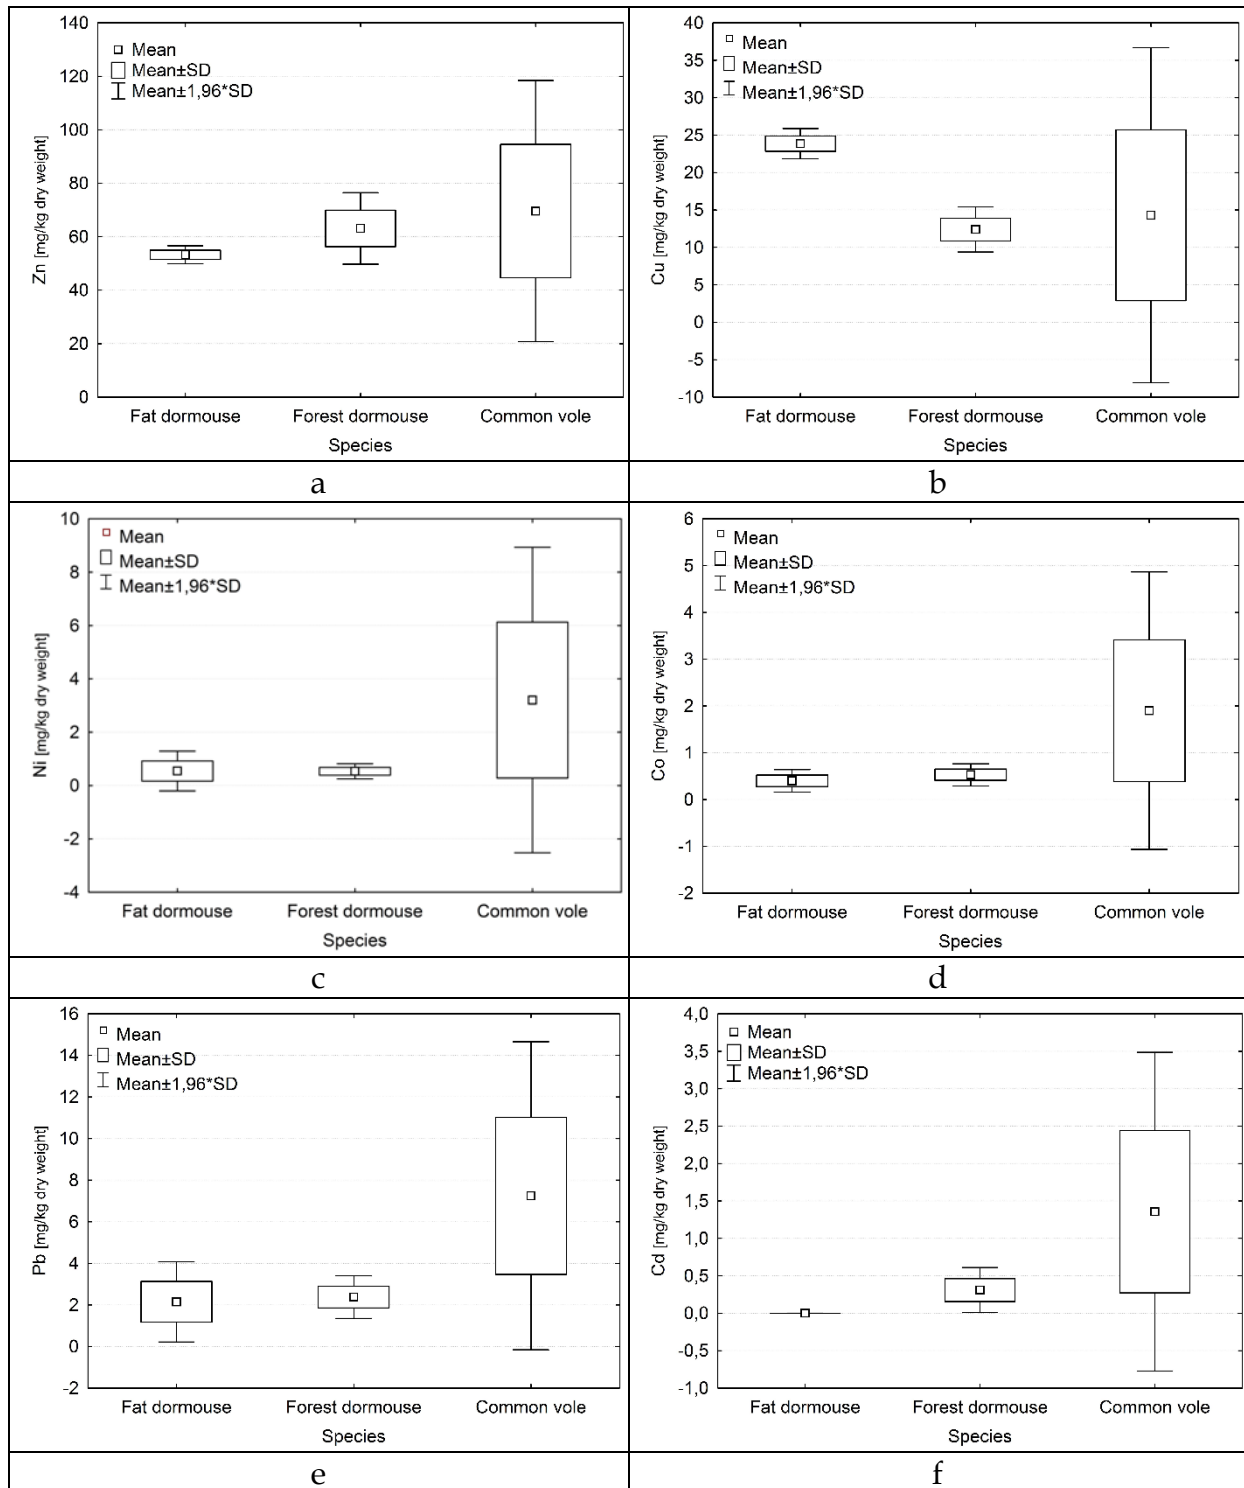 140
120
100
80
60
40
20
0
Zn [mg/kg dry weight]
Mean
Mean±SD
Mean±1,96*SD
Fat dormouse Forest dormouse Common vole
Species
a
40
35
30
25
20
15
10
5
0
-5
-10
Cu [mg/kg dry weight]
Mean
Mean±SD
Mean±1,96*SD
Fat dormouse Forest dormouse Common vole
Species
b
10
8
6
4
2
0
-2
-4
Ni [mg/kg dry weight]
Mean
Mean±SD
Mean±1,96*SD
Fat dormouse Forest dormouse Common vole
Species
c
6
5
4
3
2
1
0
-1
-2
Co [mg/kg dry weight]
Mean
Mean±SD
Mean±1,96*SD
Fat dormouse Forest dormouse Common vole
Species
d
16
14
12
10
8
6
4
2
0
-2
Pb [mg/kg dry weight]
Mean
Mean±SD
Mean±1,96*SD
Fat dormouse Forest dormouse Common vole
Species
e
4,0
3,5
3,0
2,5
2,0
1,5
1,0
0,5
0,0
-0,5
-1,0
Cd [mg/kg dry weight]
Mean
Mean±SD
Mean±1,96*SD
Fat dormouse Forest dormouse Common vole
Species
f